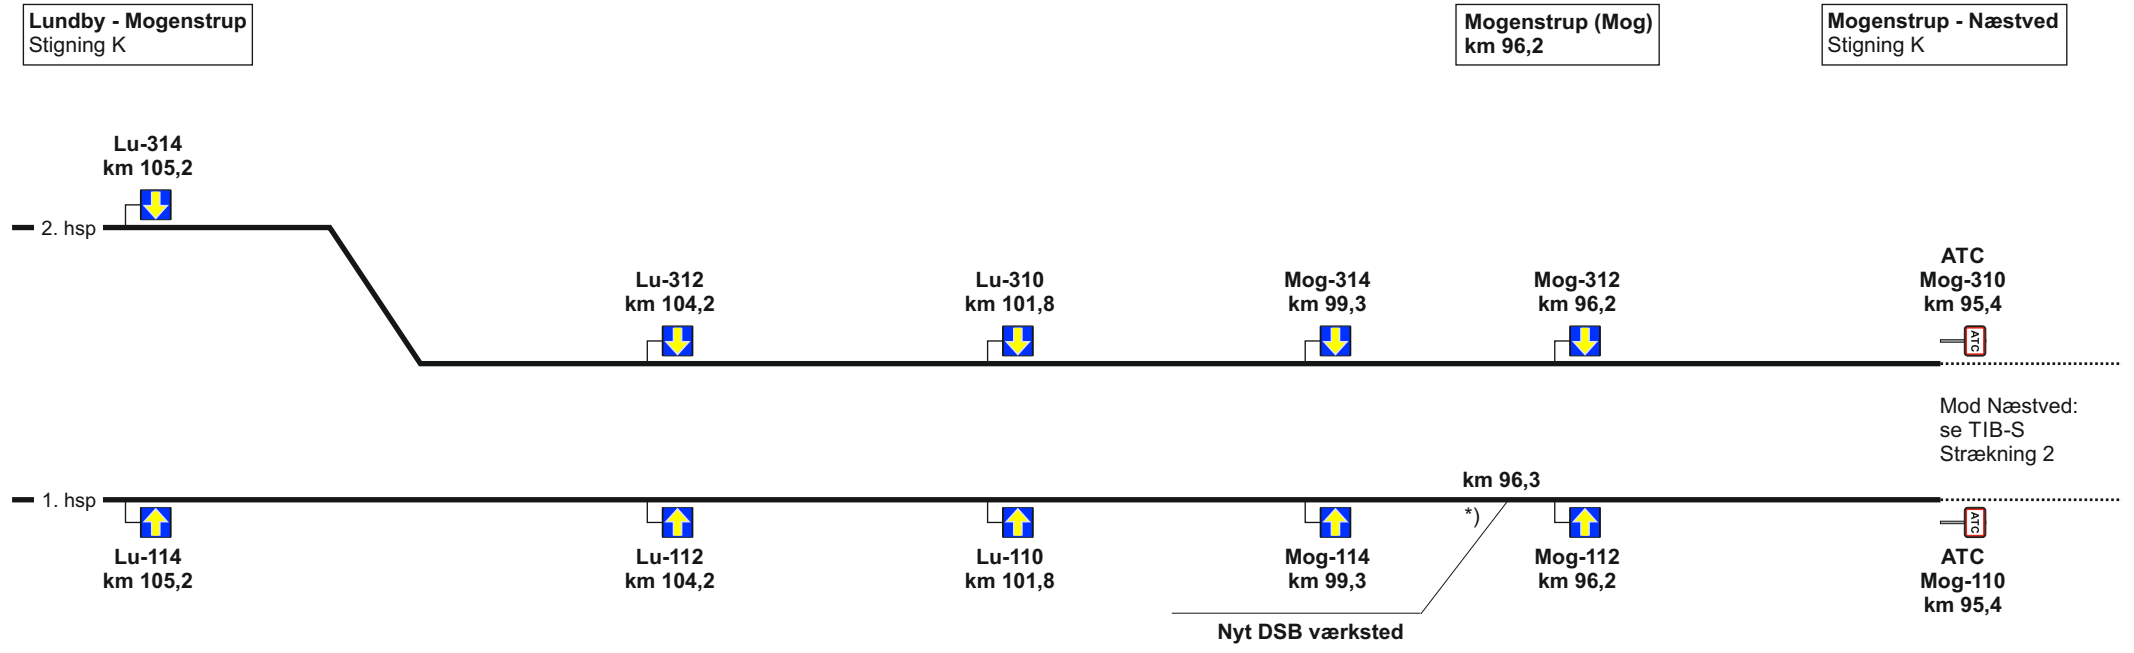 Lundby - Mogenstrup
Stigning K
Mogenstrup (Mog)
km 96,2
Mogenstrup - Næstved
Stigning K
Lu-314
km 105,2
2. hsp
Lu-312
km 104,2
Lu-310
km 101,8
Mog-314
km 99,3
Mog-312
km 96,2
ATC
Mog-310
km 95,4
ATC
Mod Næstved:
se TIB-S
Strækning 2
km 96,3
1. hsp
*)
ATC
Lu-114
km 105,2
Lu-112
km 104,2
Lu-110
km 101,8
Mog-114
km 99,3
Mog-112
km 96,2
ATC
Mog-110
km 95,4
Nyt DSB værksted